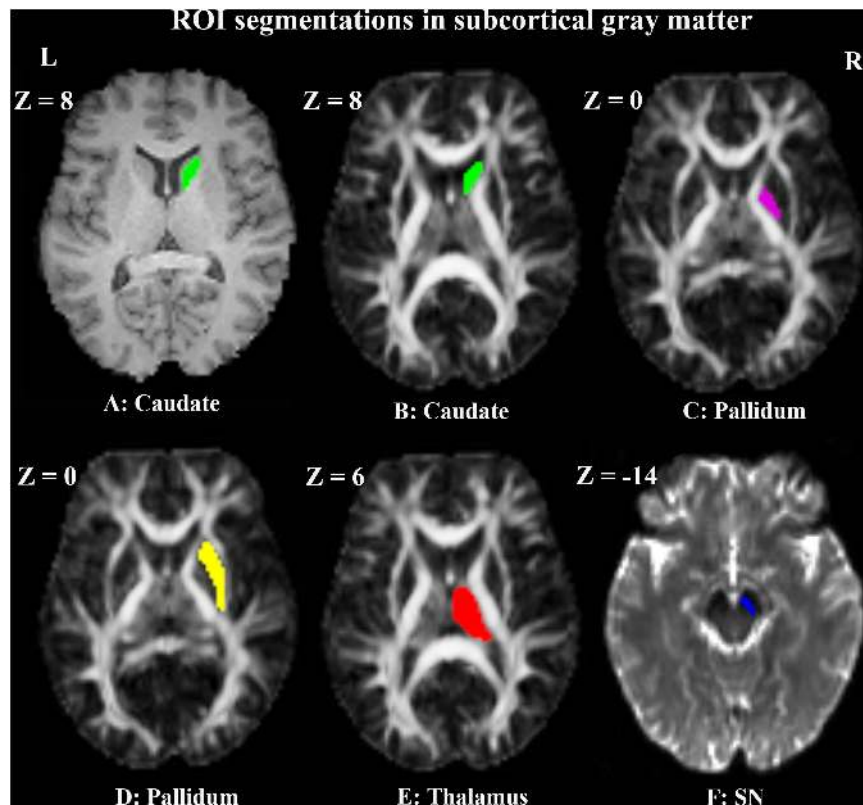 ROI segmentations in subcortical gray matter
L
R
Z = 8
Z = 8
Z = 0
A: Caudate
B: Caudate
C: Pallidum
Z = 0
Z = 6
Z = -14
D: Pallidum
E: Thalamus
F: SN